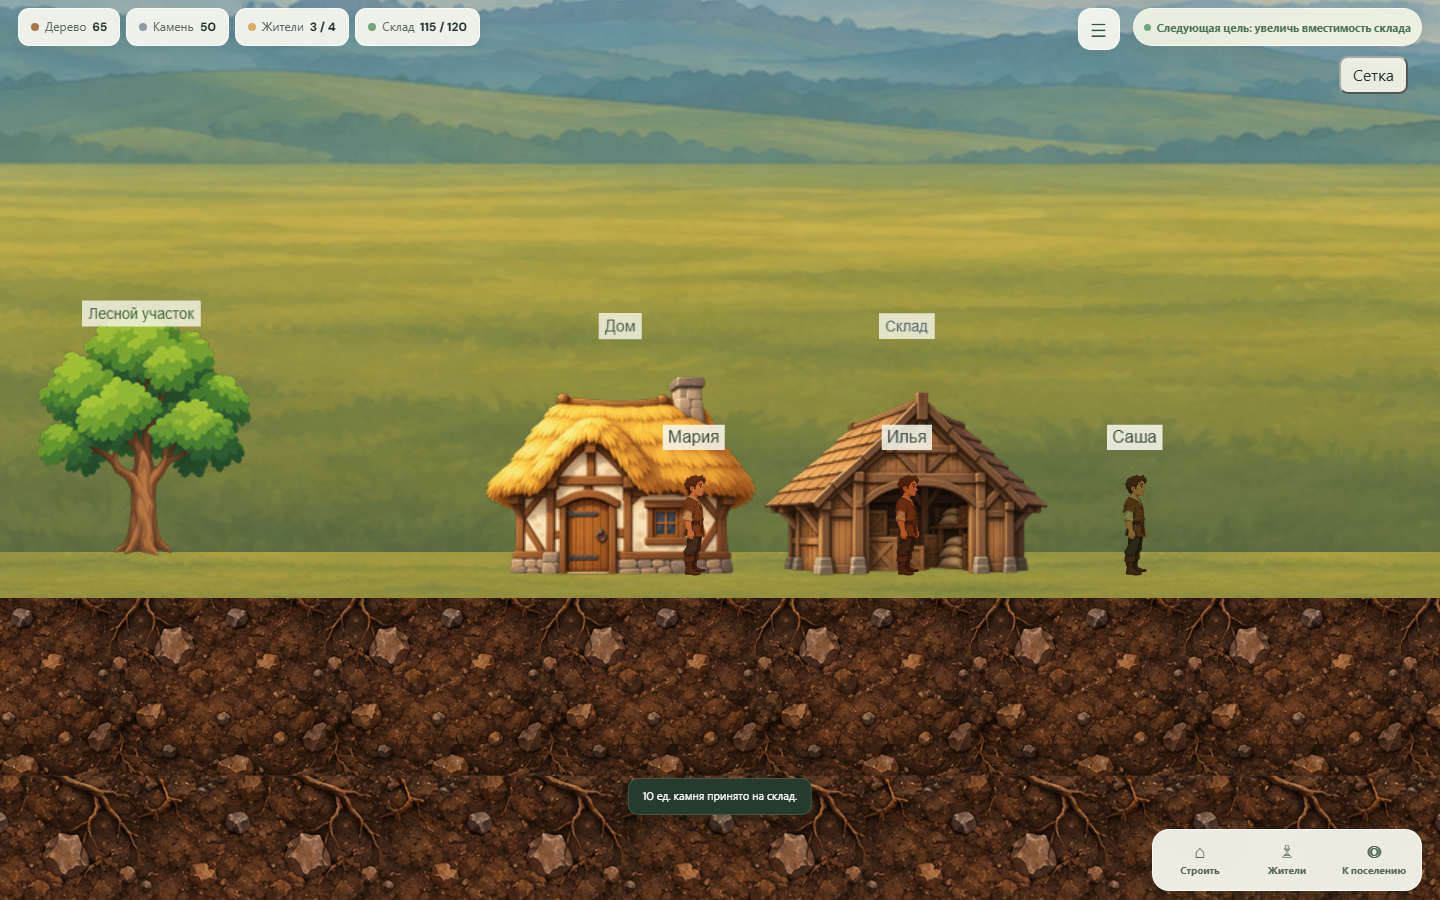 Дерево 65
Камень 50
Жители 3 / 4
Склад 115 / 120
Следующая цель: увеличь вместимость склада
Сетка
Лесной участок
Дом
Склад
Мария
Илья
Саша
10 ед. камня принято на склад.
Строить
Жители
К поселению